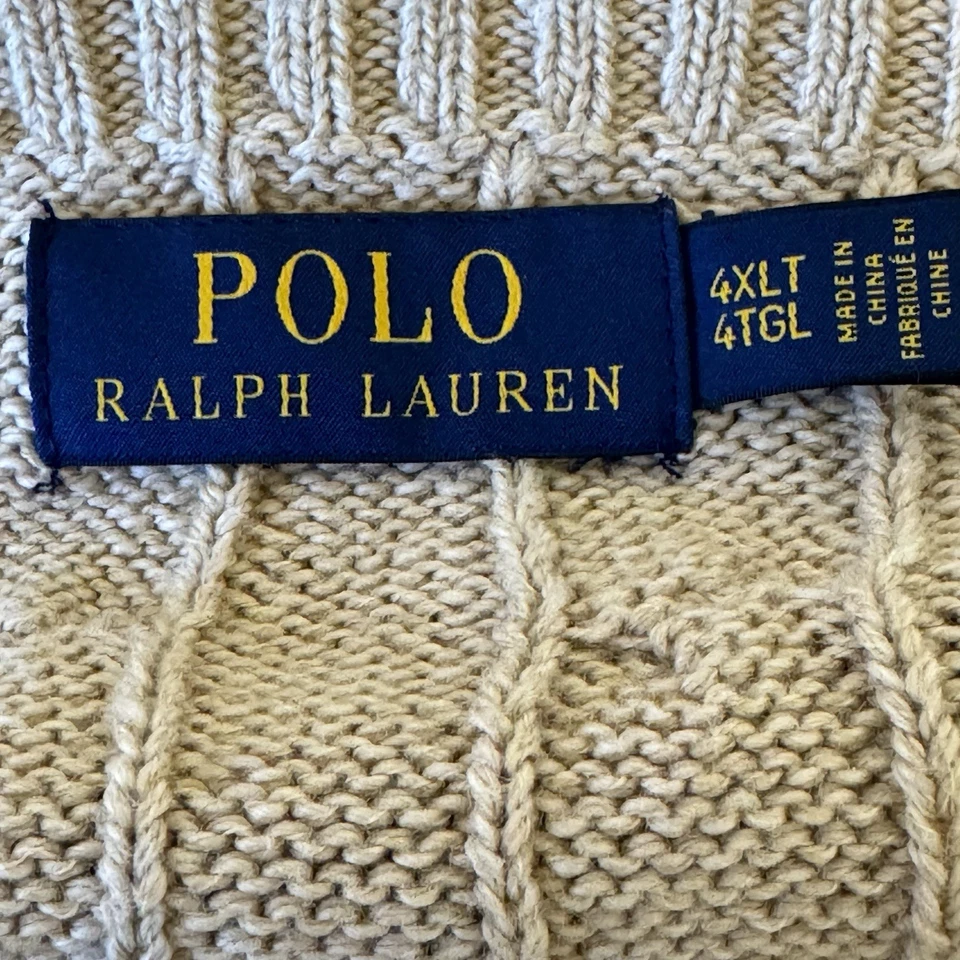 POLO
RALPH LAUREN
4XLT
4TGL
MADE IN
CHINA
FABRIQUÉ EN
CHINE